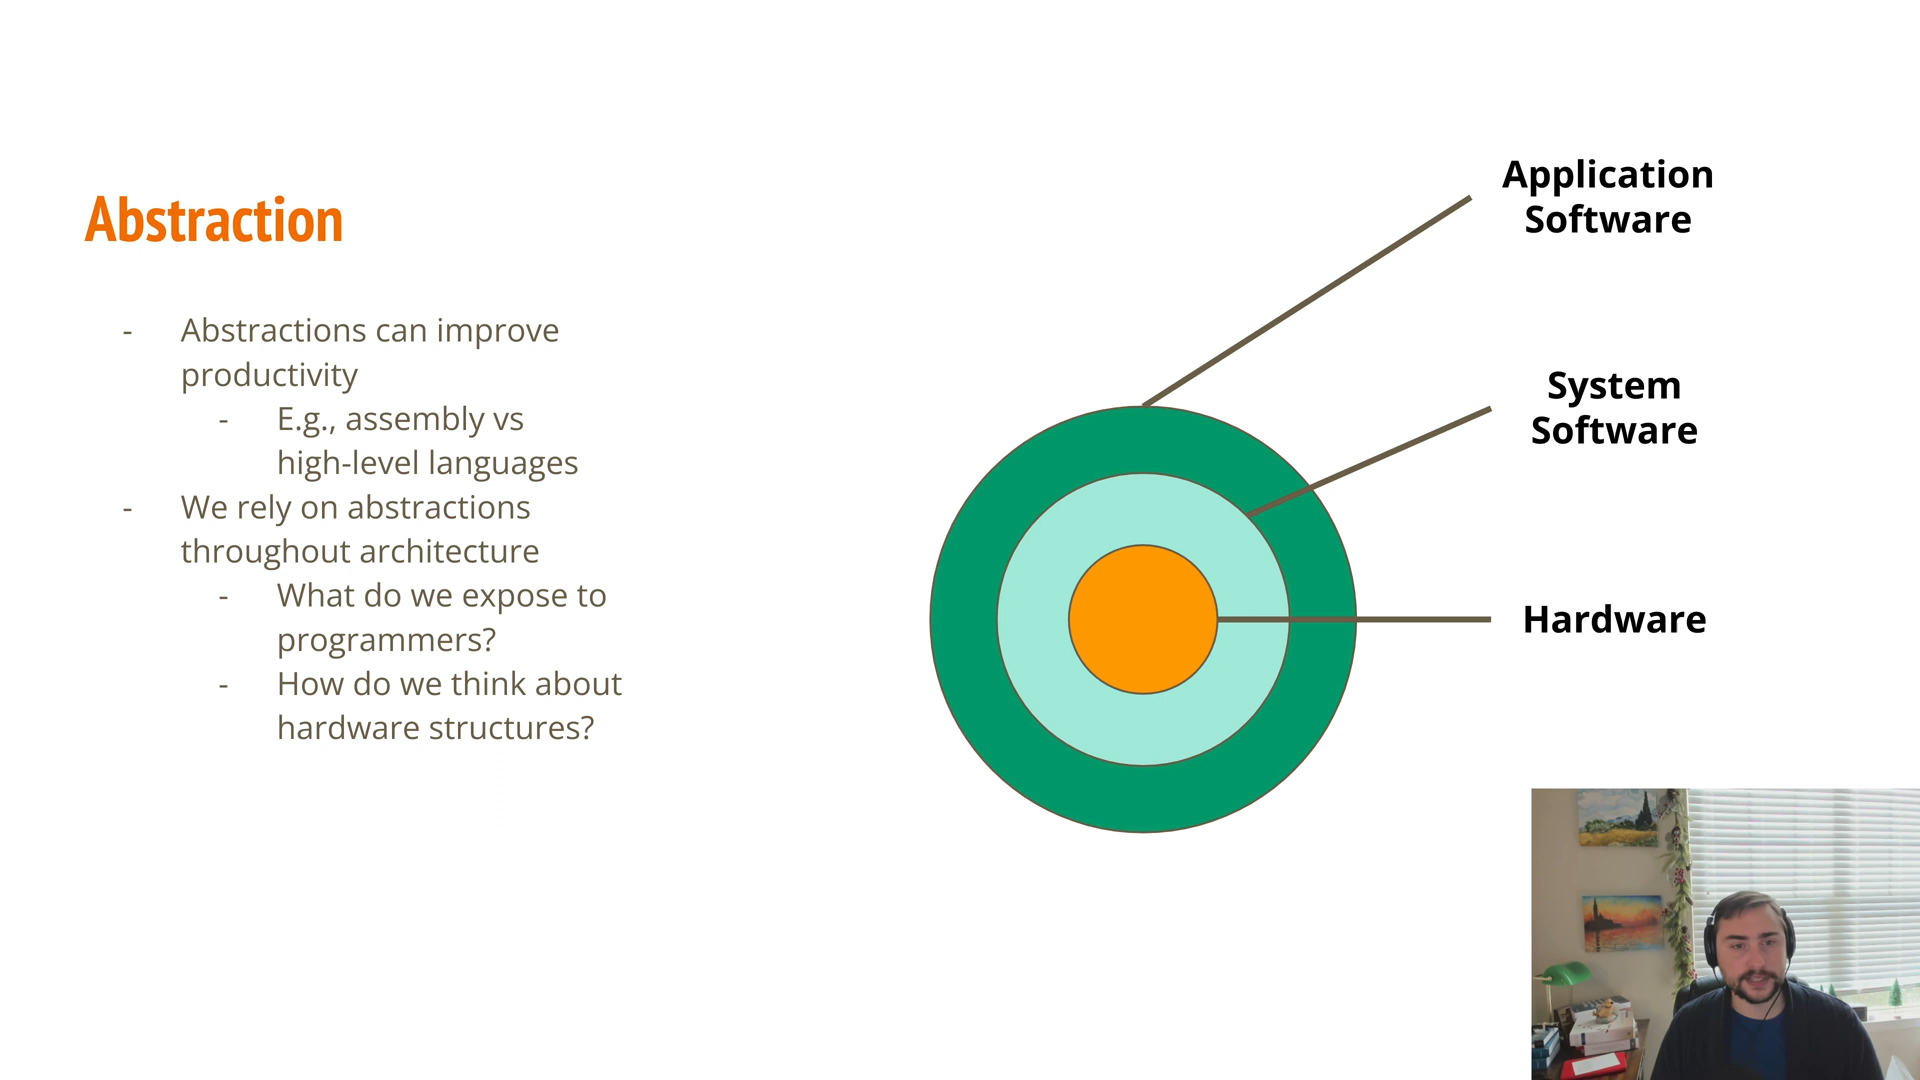 Abstraction
- Abstractions can improve
productivity
- E.g., assembly vs
high-level languages
- We rely on abstractions
throughout architecture
- What do we expose to
programmers?
- How do we think about
hardware structures?
Application
Software
System
Software
Hardware